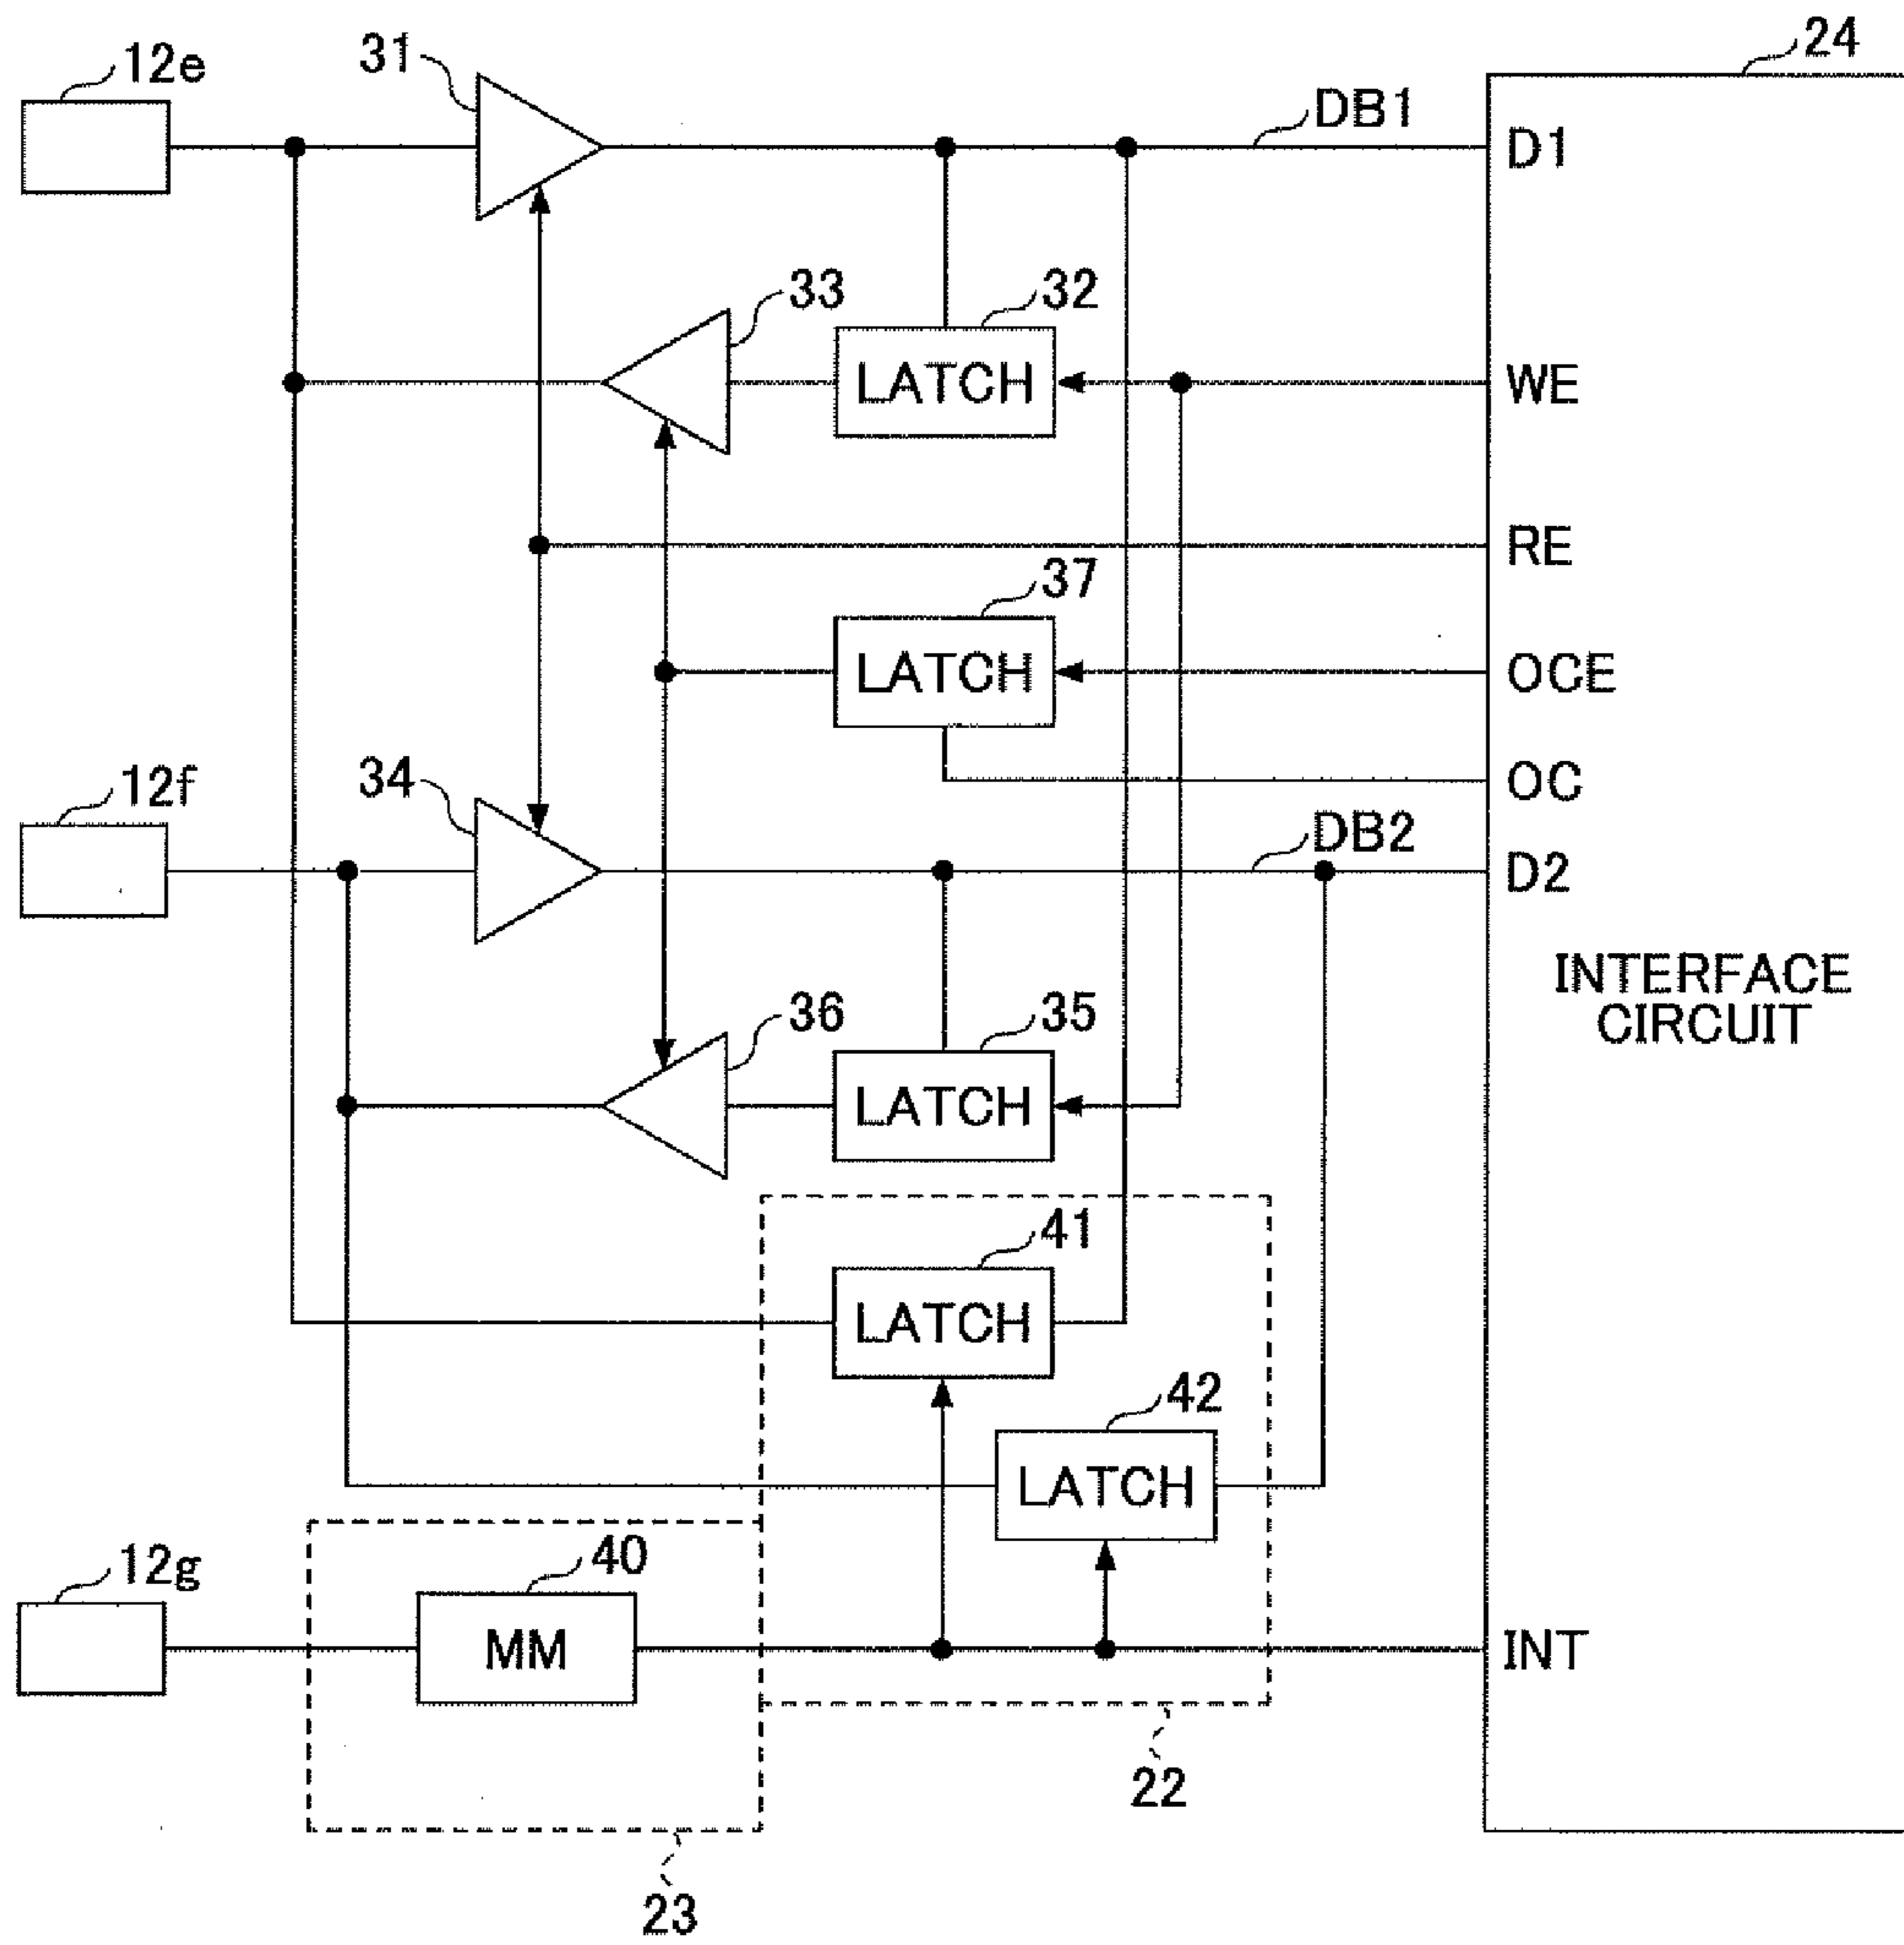 24
12e
31
DB1
D1
33
32
LATCH
WE
RE
37
LATCH
OCE
OC
12f
34
DB2
D2
INTERFACE
CIRCUIT
36
35
LATCH
41
LATCH
42
LATCH
12g
40
MM
INT
22
23